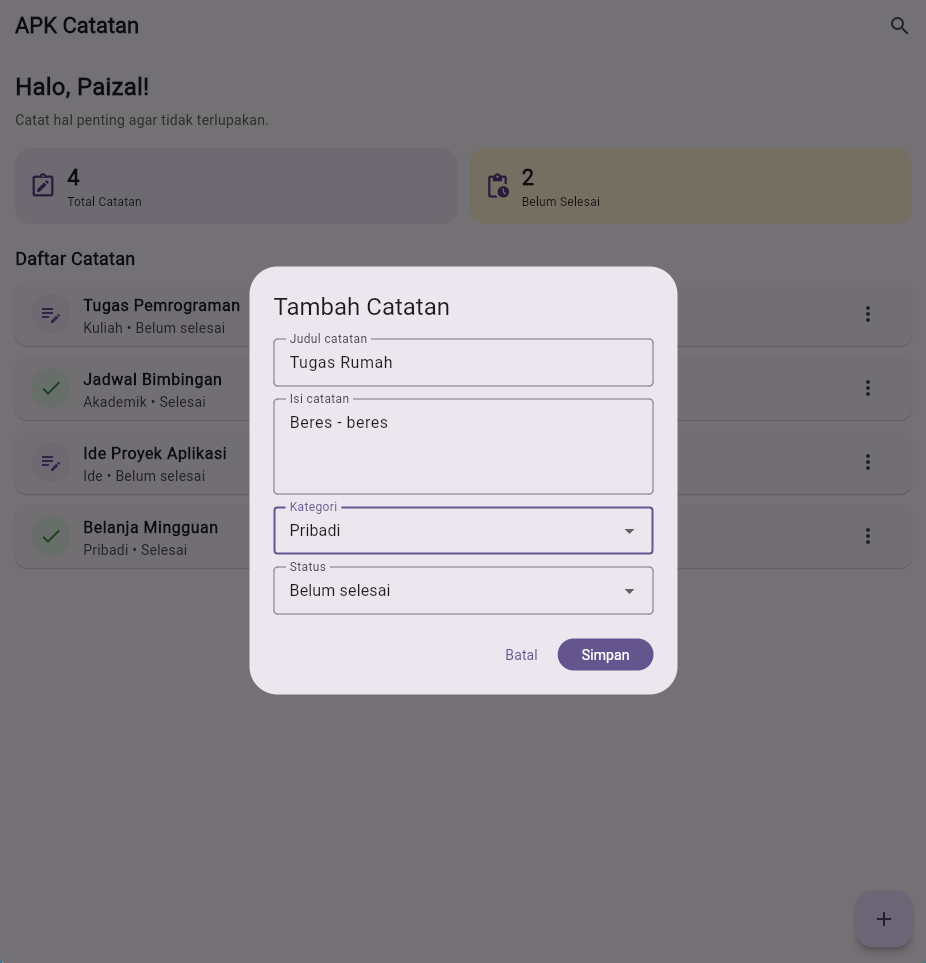 APK Catatan
Halo, Paizal!
Catat hal penting agar tidak terlupakan.
4
Total Catatan
2
Belum Selesai
Daftar Catatan
Tugas Pemrograman
Kuliah • Belum selesai
Jadwal Bimbingan
Akademik • Selesai
Ide Proyek Aplikasi
Ide • Belum selesai
Belanja Mingguan
Pribadi • Selesai
Tambah Catatan
Judul catatan
Tugas Rumah
Isi catatan
Beres - beres
Kategori
Pribadi
Status
Belum selesai
Batal
Simpan